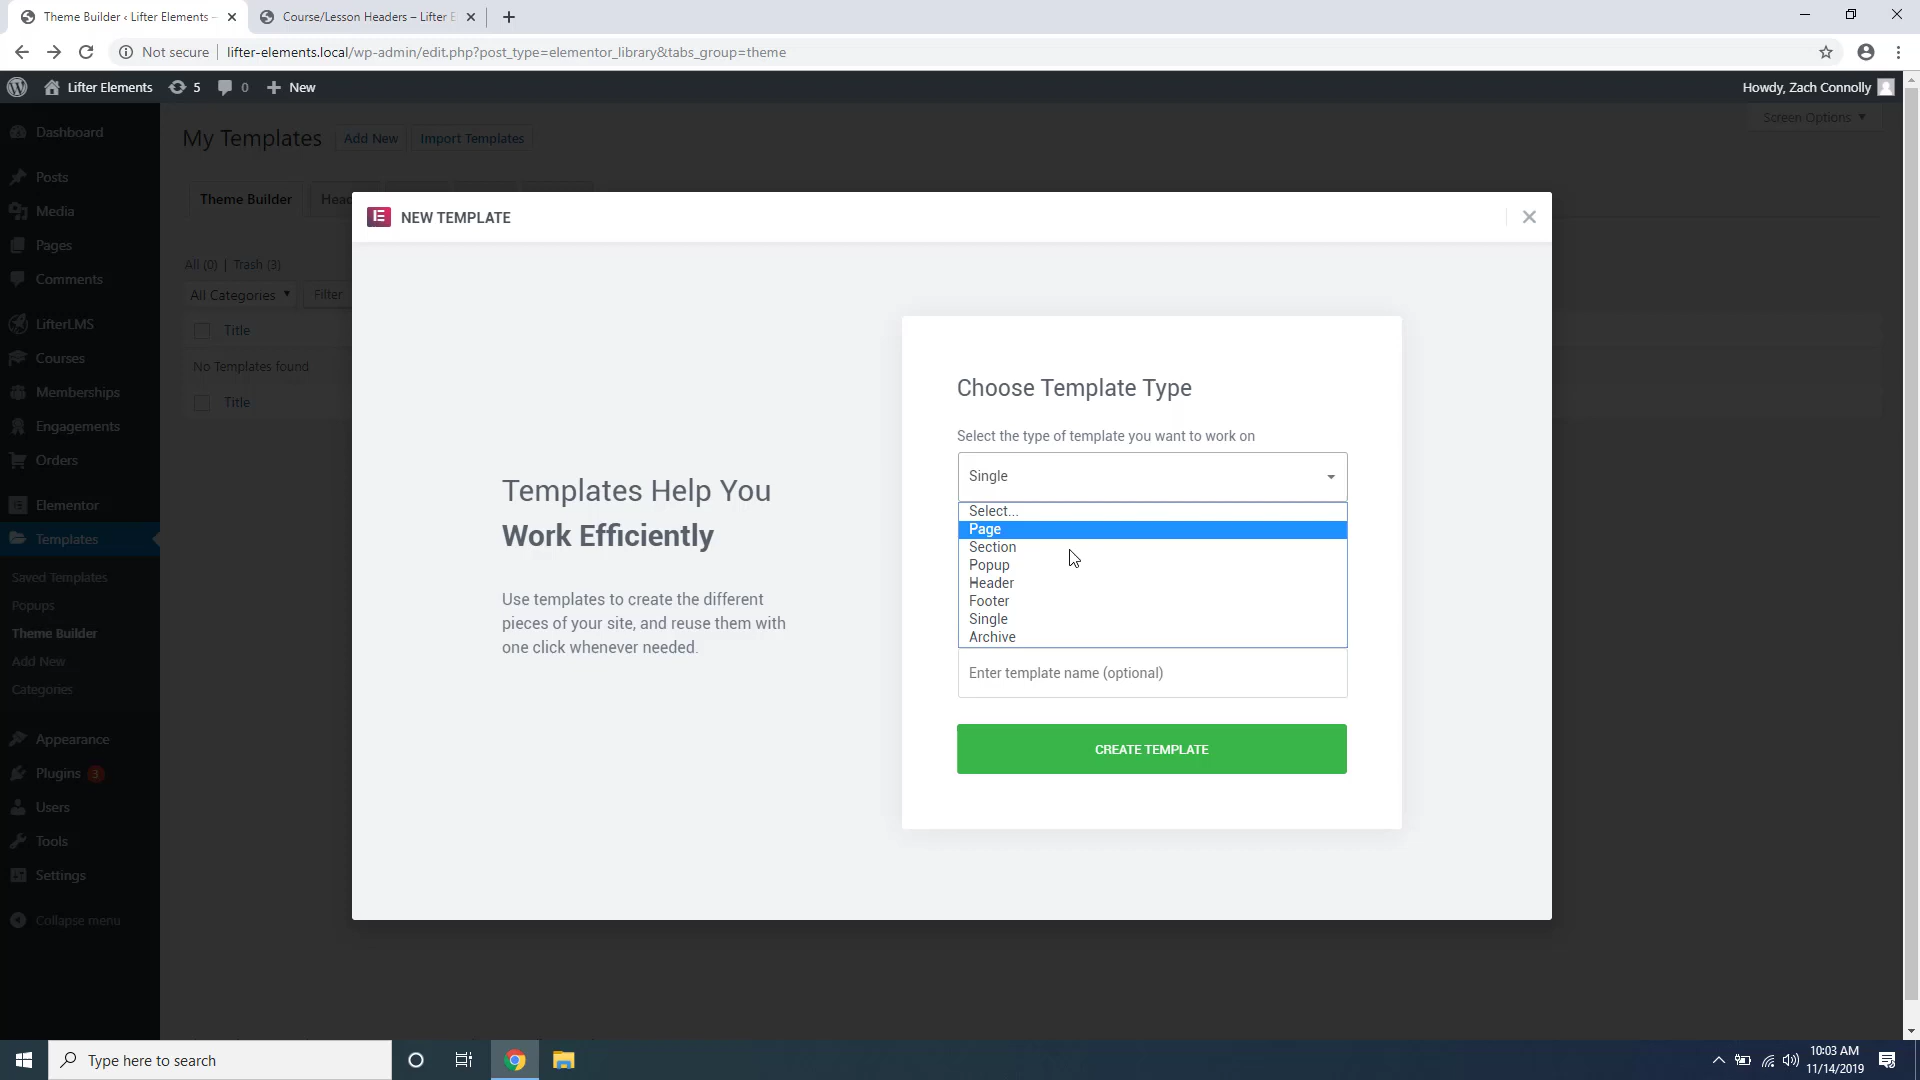 Theme Builder ‹ Lifter Elements –
Course/Lesson Headers – Lifter E
Not secure
lifter-elements.local/wp-admin/edit.php?post_type=elementor_library&tabs_group=theme
Lifter Elements
5
0
New
Howdy, Zach Connolly
Dashboard
Posts
Media
Pages
Comments
LifterLMS
Courses
Memberships
Engagements
Orders
Elementor
Templates
Saved Templates
Popups
Theme Builder
Add New
Categories
Appearance
Plugins 3
Users
Tools
Settings
Collapse menu
My Templates
Add New
Import Templates
Screen Options
Theme Builder
Head
All (0) | Trash (3)
All Categories
Filter
Title
No Templates found
Title
NEW TEMPLATE
Templates Help You
Work Efficiently
Use templates to create the different
pieces of your site, and reuse them with
one click whenever needed.
Choose Template Type
Select the type of template you want to work on
Single
Select...
Page
Section
Popup
Header
Footer
Single
Archive
Enter template name (optional)
CREATE TEMPLATE
Type here to search
10:03 AM
11/14/2019